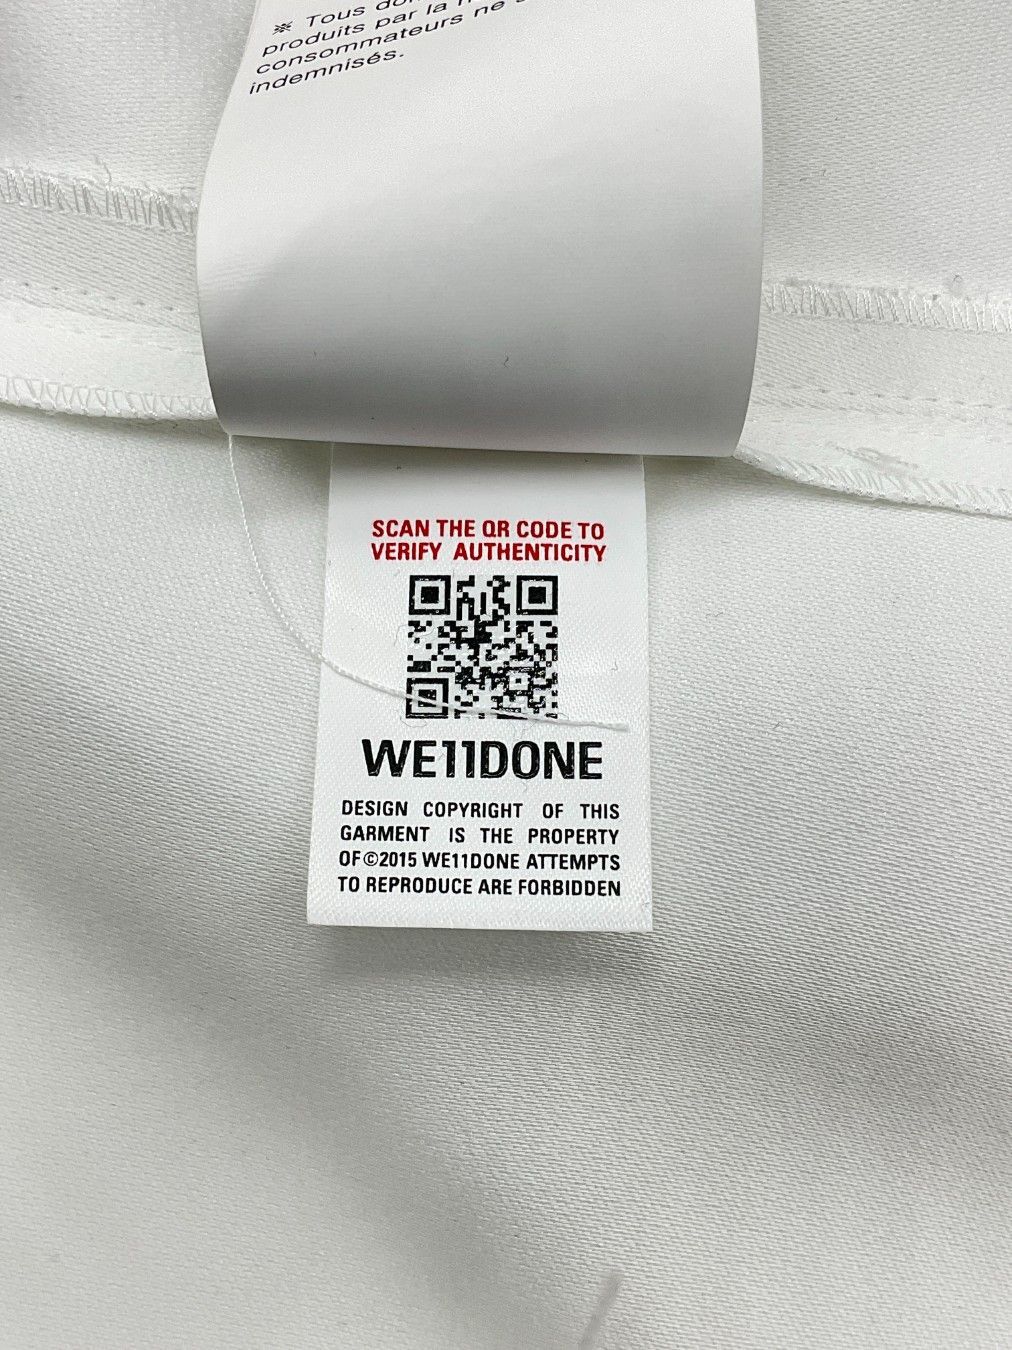 ※ Tous
produits par la
consommateurs ne
indemnisés.
SCAN THE QR CODE TO
VERIFY AUTHENTICITY
WE11DONE
DESIGN COPYRIGHT OF THIS
GARMENT IS THE PROPERTY
OF©2015 WE11DONE ATTEMPTS
TO REPRODUCE ARE FORBIDDEN